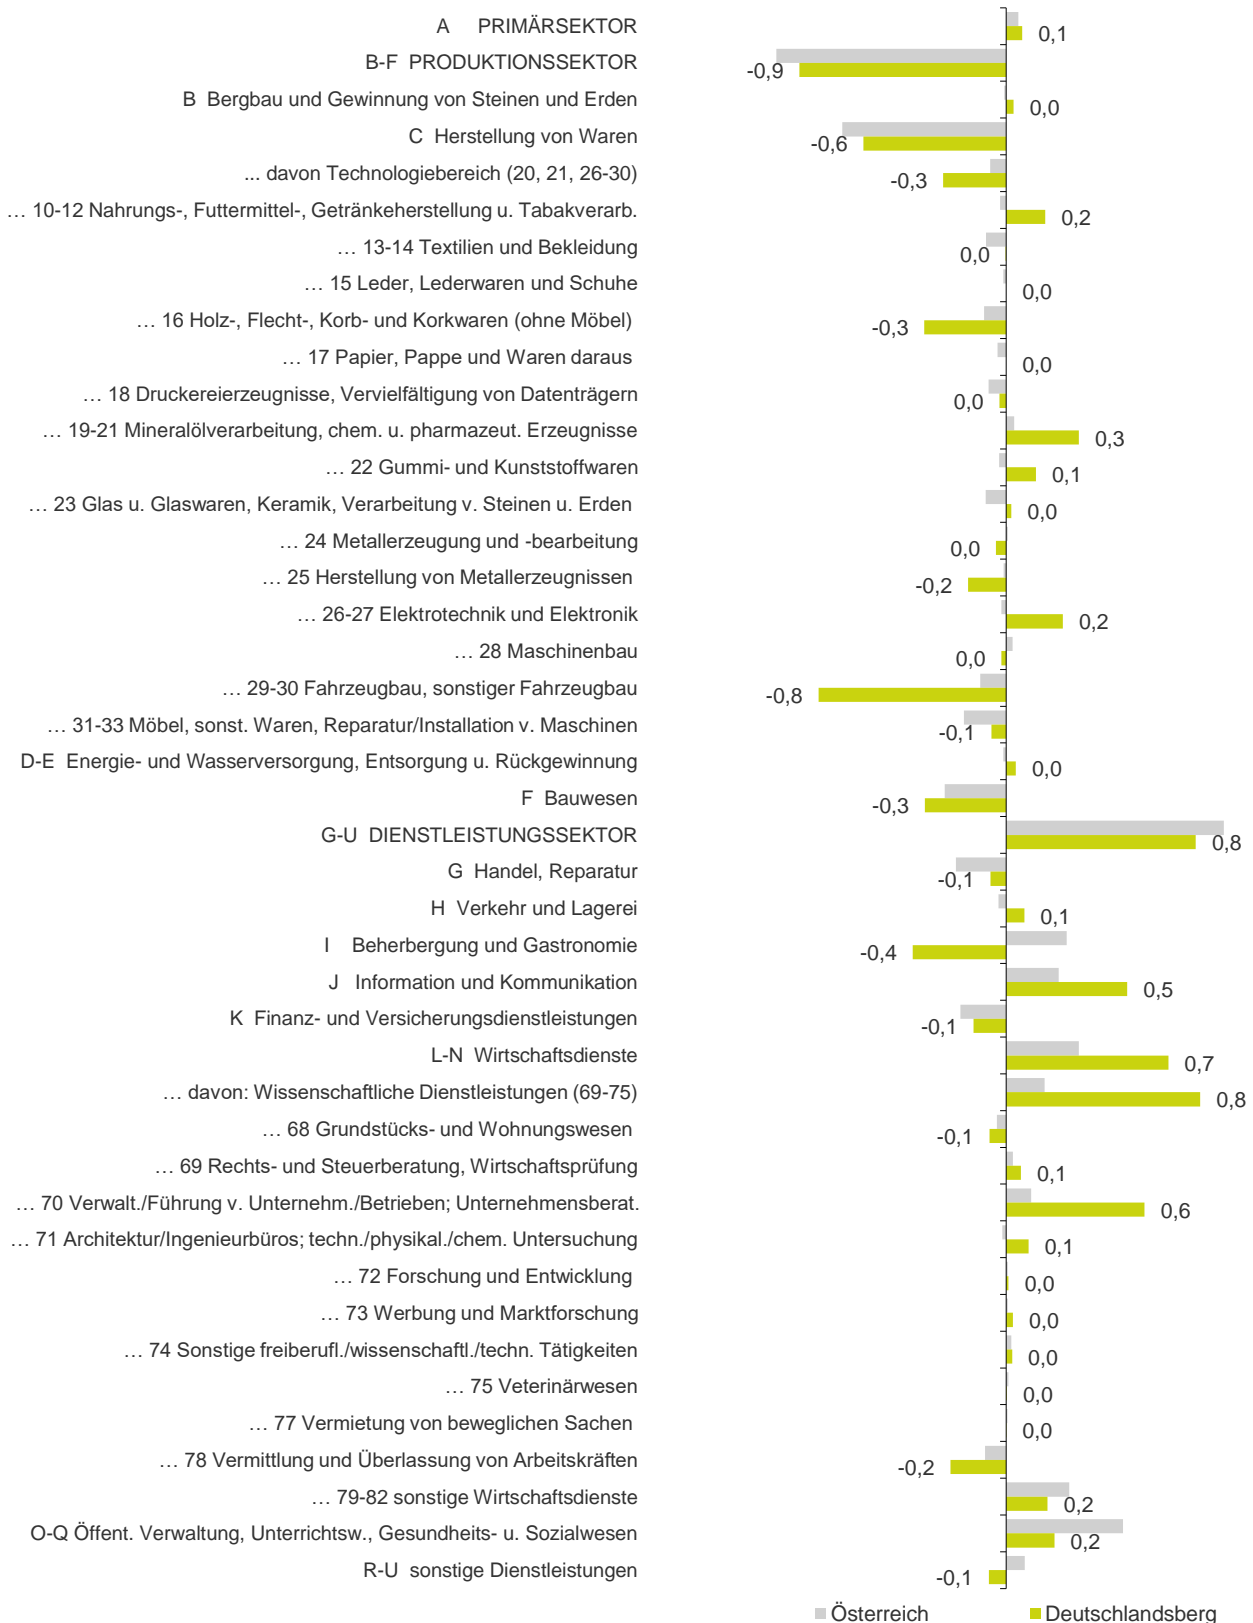 A PRIMÄRSEKTOR 0,1
B-F PRODUKTIONSSEKTOR -0,9
B Bergbau und Gewinnung von Steinen und Erden 0,0
C Herstellung von Waren -0,6
... davon Technologiebereich (20, 21, 26-30) -0,3
… 10-12 Nahrungs-, Futtermittel-, Getränkeherstellung u. Tabakverarb. 0,2
… 13-14 Textilien und Bekleidung 0,0
… 15 Leder, Lederwaren und Schuhe 0,0
… 16 Holz-, Flecht-, Korb- und Korkwaren (ohne Möbel) -0,3
… 17 Papier, Pappe und Waren daraus 0,0
… 18 Druckereierzeugnisse, Vervielfältigung von Datenträgern 0,0
… 19-21 Mineralölverarbeitung, chem. u. pharmazeut. Erzeugnisse 0,3
… 22 Gummi- und Kunststoffwaren 0,1
… 23 Glas u. Glaswaren, Keramik, Verarbeitung v. Steinen u. Erden 0,0
… 24 Metallerzeugung und -bearbeitung 0,0
… 25 Herstellung von Metallerzeugnissen -0,2
… 26-27 Elektrotechnik und Elektronik 0,2
… 28 Maschinenbau 0,0
… 29-30 Fahrzeugbau, sonstiger Fahrzeugbau -0,8
… 31-33 Möbel, sonst. Waren, Reparatur/Installation v. Maschinen -0,1
D-E Energie- und Wasserversorgung, Entsorgung u. Rückgewinnung 0,0
F Bauwesen -0,3
G-U DIENSTLEISTUNGSSEKTOR 0,8
G Handel, Reparatur -0,1
H Verkehr und Lagerei 0,1
I Beherbergung und Gastronomie -0,4
J Information und Kommunikation 0,5
K Finanz- und Versicherungsdienstleistungen -0,1
L-N Wirtschaftsdienste 0,7
… davon: Wissenschaftliche Dienstleistungen (69-75) 0,8
… 68 Grundstücks- und Wohnungswesen -0,1
… 69 Rechts- und Steuerberatung, Wirtschaftsprüfung 0,1
… 70 Verwalt./Führung v. Unternehm./Betrieben; Unternehmensberat. 0,6
… 71 Architektur/Ingenieurbüros; techn./physikal./chem. Untersuchung 0,1
… 72 Forschung und Entwicklung 0,0
… 73 Werbung und Marktforschung 0,0
… 74 Sonstige freiberufl./wissenschaftl./techn. Tätigkeiten 0,0
… 75 Veterinärwesen 0,0
… 77 Vermietung von beweglichen Sachen 0,0
… 78 Vermittlung und Überlassung von Arbeitskräften -0,2
… 79-82 sonstige Wirtschaftsdienste 0,2
O-Q Öffent. Verwaltung, Unterrichtsw., Gesundheits- u. Sozialwesen 0,2
R-U sonstige Dienstleistungen -0,1
Österreich Deutschlandsberg